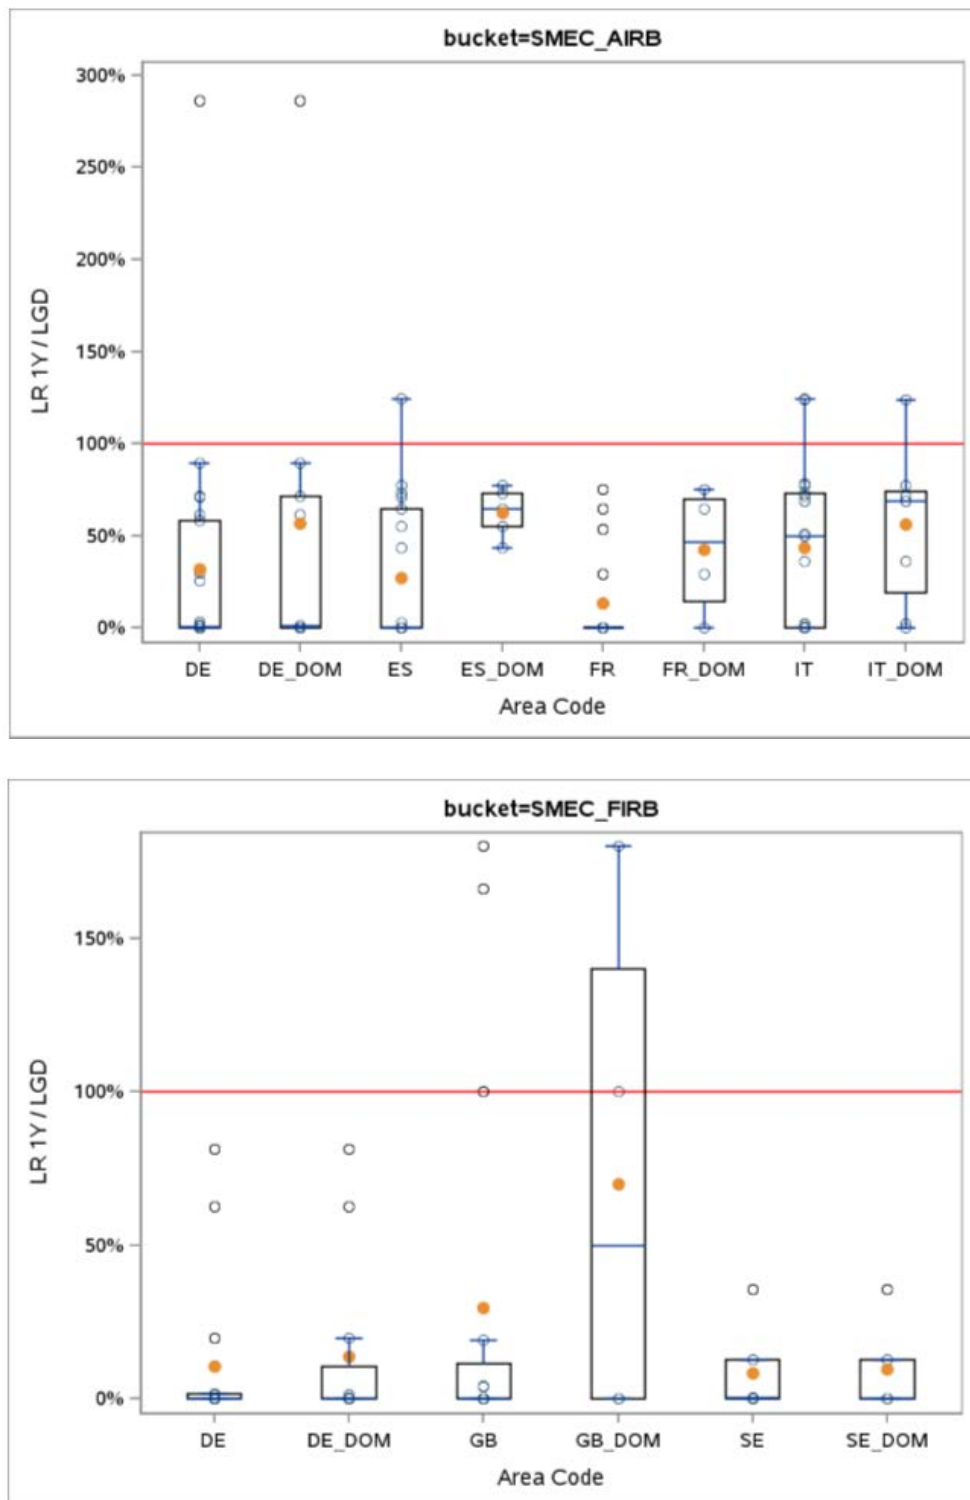 bucket=SMEC_AIRB
300%
250%
200%
150%
100%
50%
0%
LR 1Y / LGD
DE DE_DOM ES ES_DOM FR FR_DOM IT IT_DOM
Area Code
bucket=SMEC_FIRB
150%
100%
50%
0%
LR 1Y / LGD
DE DE_DOM GB GB_DOM SE SE_DOM
Area Code